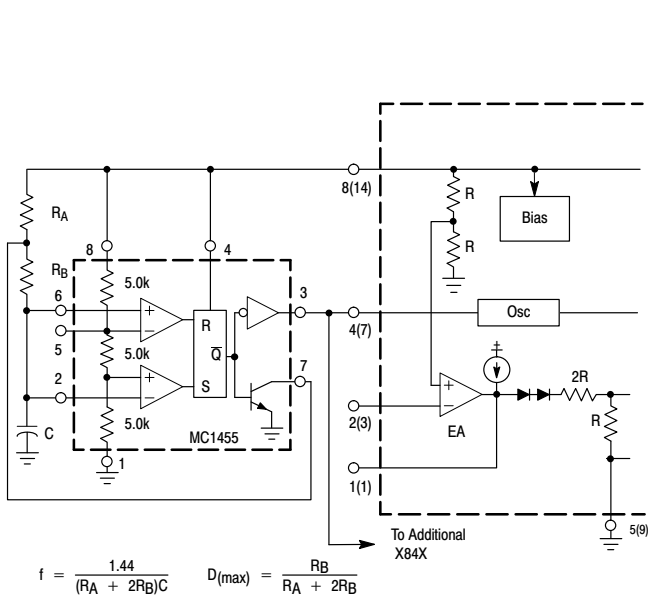 8(14)
R
R
Bias
RA
RB
8
4
6
5
2
5.0k
5.0k
5.0k
+
−
+
−
R
Q̅
S
3
7
MC1455
C
1
4(7)
Osc
2(3)
1(1)
+
−
EA
2R
R
5(9)
To Additional
X84X
f = 1.44 / (RA + 2RB)C
D(max) = RB / RA + 2RB